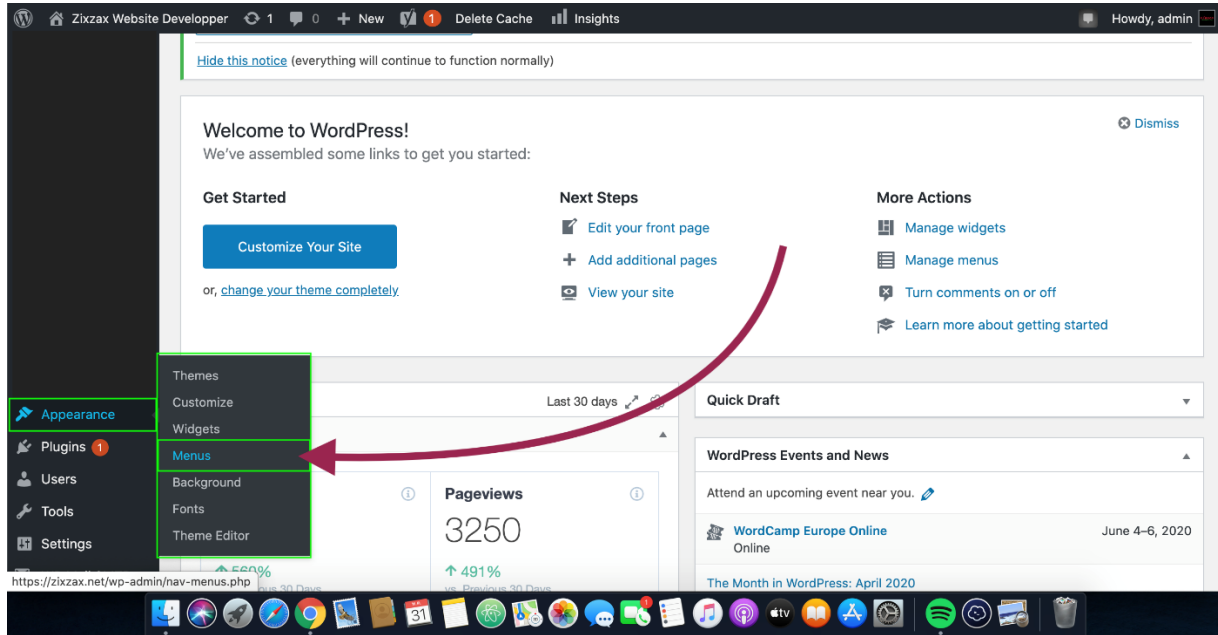 Zixzax Website Developper 1 0 + New 1 Delete Cache Insights Howdy, admin
Hide this notice (everything will continue to function normally)
Welcome to WordPress!
Dismiss
We've assembled some links to get you started:
Get Started
Customize Your Site
or, change your theme completely
Next Steps
Edit your front page
Add additional pages
View your site
More Actions
Manage widgets
Manage menus
Turn comments on or off
Learn more about getting started
Appearance
Plugins 1
Users
Tools
Settings
Themes
Customize
Widgets
Menus
Background
Fonts
Theme Editor
Last 30 days
Pageviews
3250
560%
491%
vs. Previous 30 Days
Quick Draft
WordPress Events and News
Attend an upcoming event near you.
WordCamp Europe Online
June 4–6, 2020
Online
The Month in WordPress: April 2020
https://zixzax.net/wp-admin/nav-menus.php
31
tv